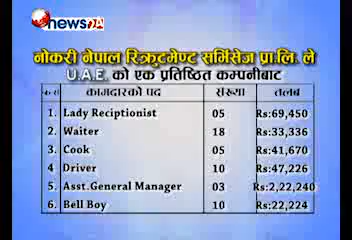 news24
नोकरी नेपाल रिक्रुटमेण्ट सर्भिसेज प्रा.लि. ले
U.A.E. को एक प्रतिष्ठित कम्पनीबाट
क.सं कामदारको पद संख्या तलब
1. Lady Reciptionist 05 Rs:69,450
2. Waiter 18 Rs:33,336
3. Cook 05 Rs:41,670
4. Driver 10 Rs:47,226
5. Asst.General Manager 03 Rs:2,22,240
6. Bell Boy 10 Rs:22,224